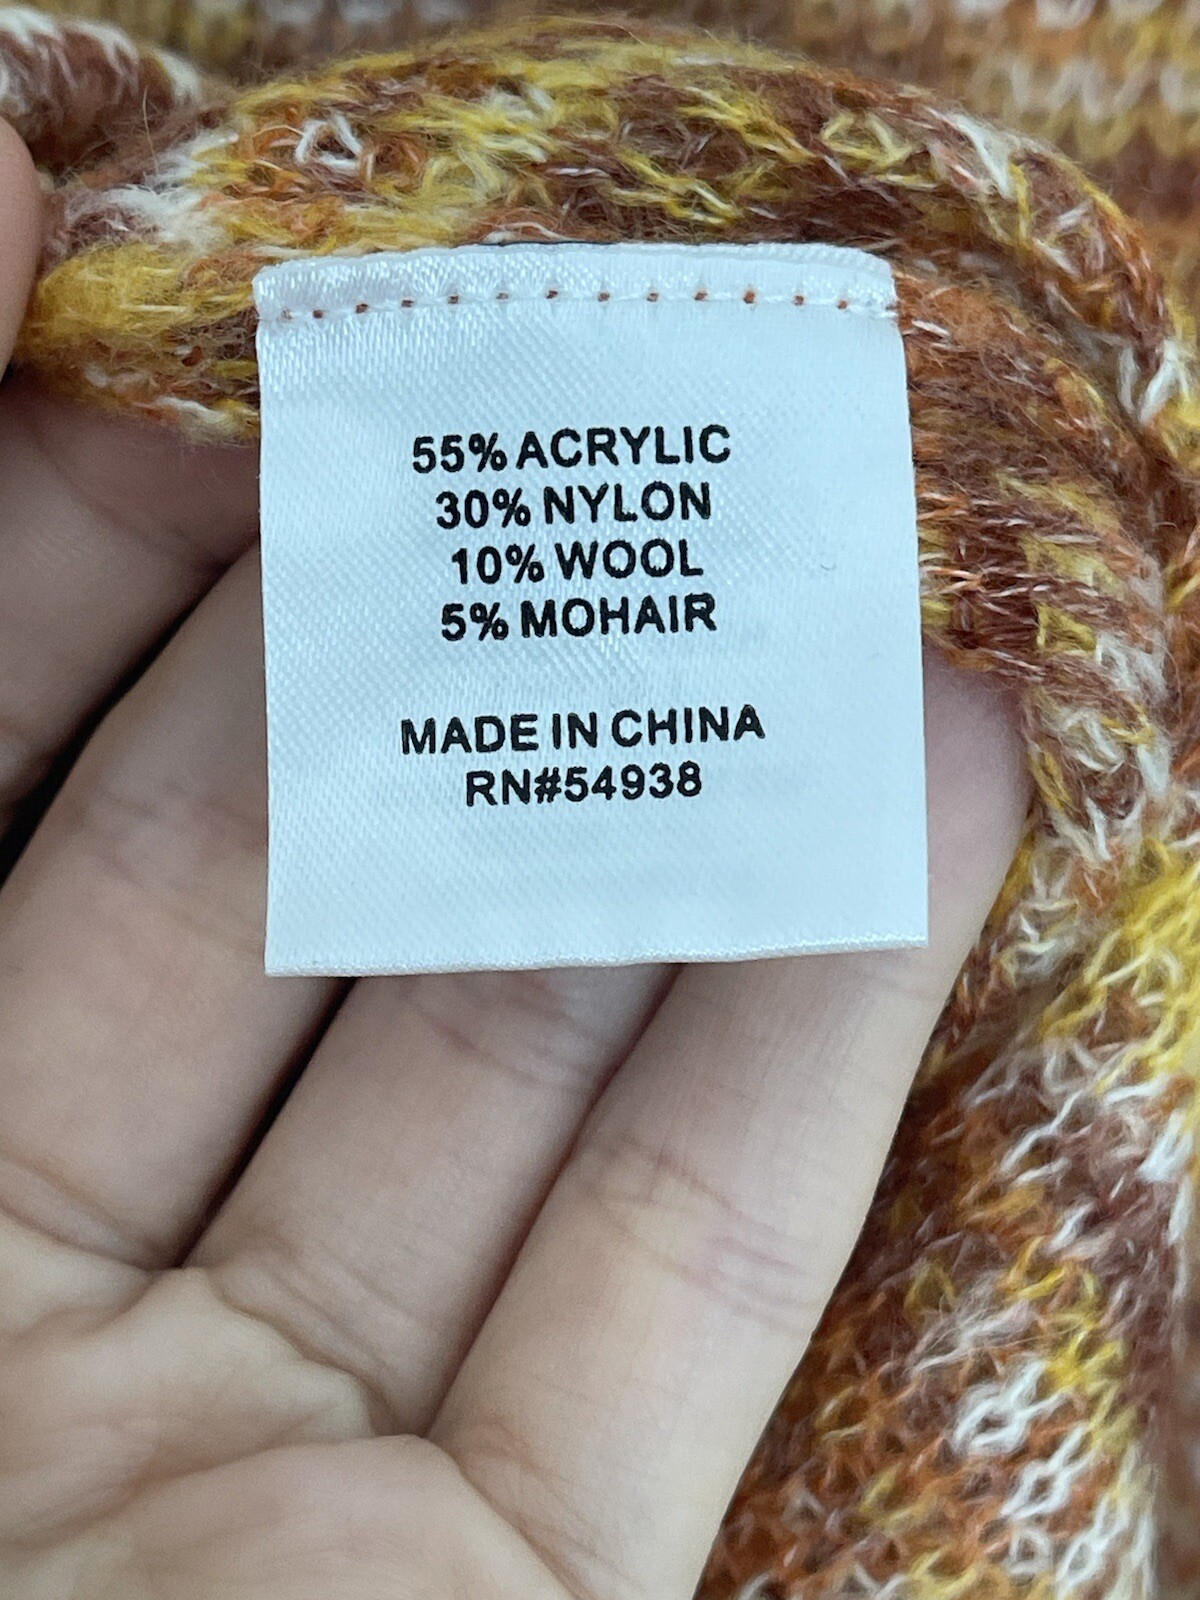 55% ACRYLIC
30% NYLON
10% WOOL
5% MOHAIR
MADE IN CHINA
RN#54938